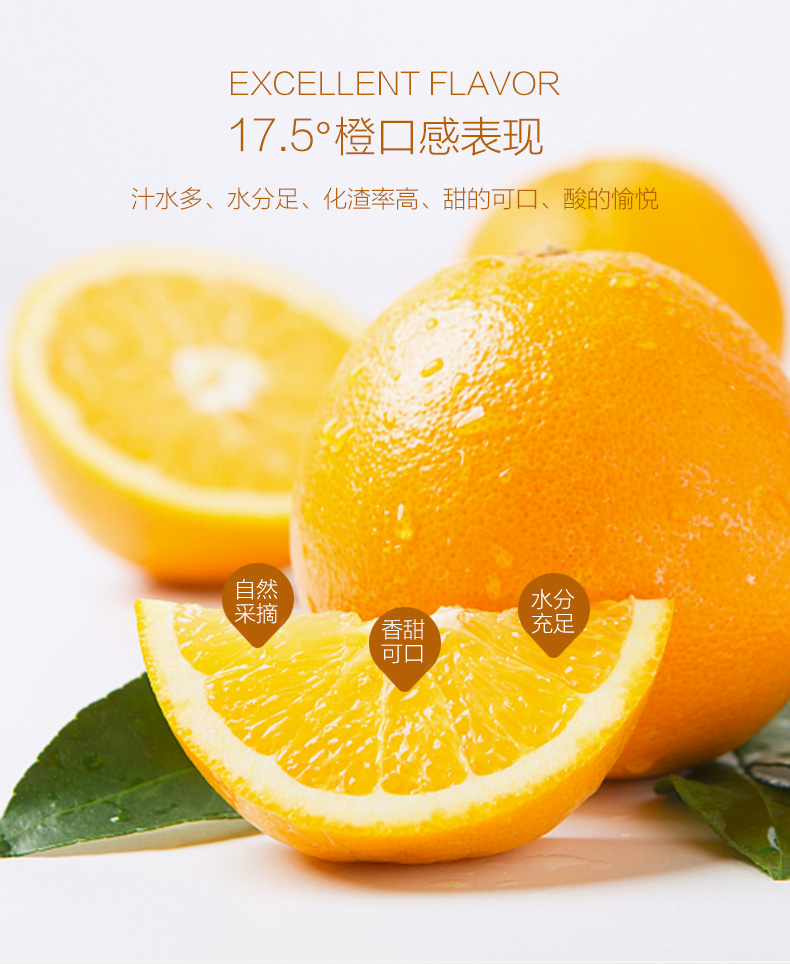 EXCELLENT FLAVOR
17.5°橙口感表现
汁水多、水分足、化渣率高、甜的可口、酸的愉悦
自然
采摘
香甜
可口
水分
充足